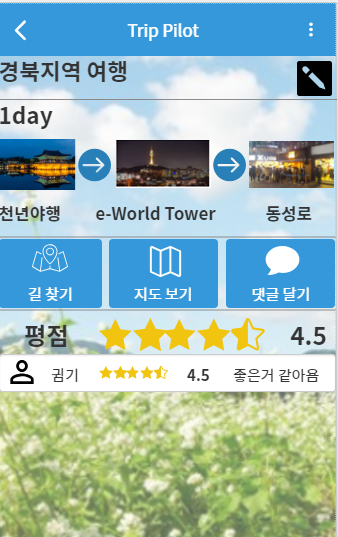 Trip Pilot
경북지역 여행
1day
천년야행 e-World Tower 동성로
길 찾기 지도 보기 댓글 달기
평점 4.5
귐기 4.5 좋은거 같아욤